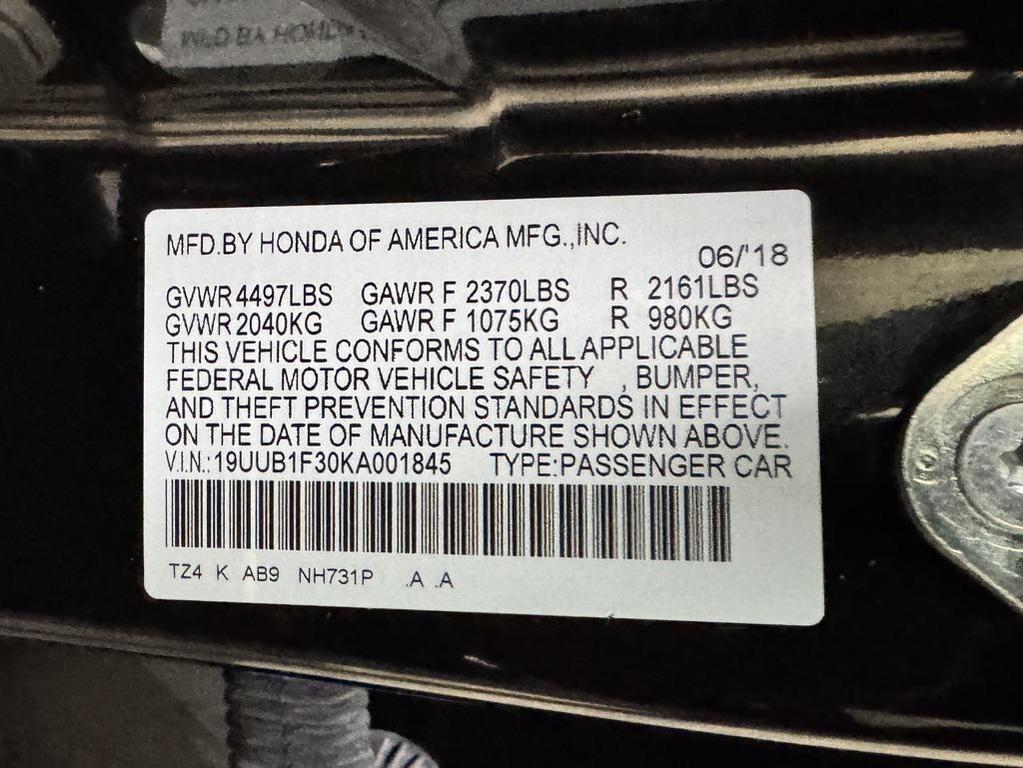 MFD.BY HONDA OF AMERICA MFG.,INC.
06/'18
GVWR 4497LBS GAWR F 2370LBS R 2161LBS
GVWR 2040KG GAWR F 1075KG R 980KG
THIS VEHICLE CONFORMS TO ALL APPLICABLE
FEDERAL MOTOR VEHICLE SAFETY , BUMPER,
AND THEFT PREVENTION STANDARDS IN EFFECT
ON THE DATE OF MANUFACTURE SHOWN ABOVE.
V.I.N.:19UUB1F30KA001845 TYPE:PASSENGER CAR
TZ4 K AB9 NH731P .A .A